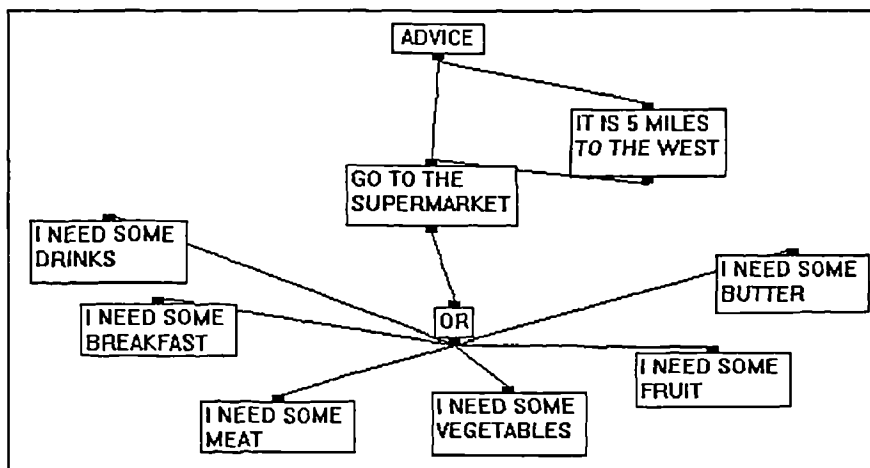 ADVICE
IT IS 5 MILES
TO THE WEST
GO TO THE
SUPERMARKET
I NEED SOME
DRINKS
I NEED SOME
BUTTER
I NEED SOME
BREAKFAST
OR
I NEED SOME
FRUIT
I NEED SOME
MEAT
I NEED SOME
VEGETABLES